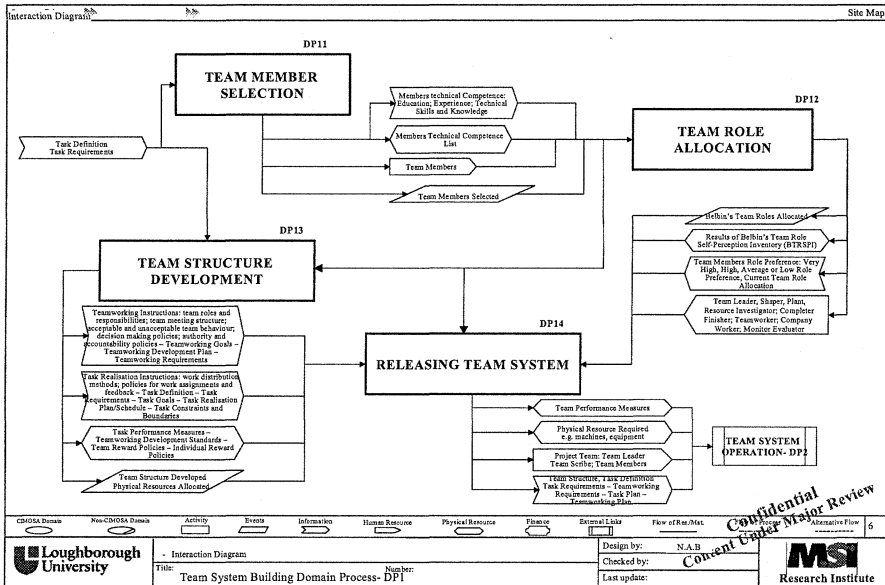 Interaction Diagram
Site Map
DP11
TEAM MEMBER
SELECTION
Members technical Competence:
Education; Experience; Technical
Skills and Knowledge
Members Technical Competence
List
Team Members
Team Members Selected
DP12
TEAM ROLE
ALLOCATION
Task Definition
Task Requirements
Belbin's Team Roles Allocated
Results of Belbin's Team Role
Self-Perception Inventory (BTRSPI)
Team Members Role Preference: Very
High, High, Average or Low Role
Preference, Current Team Role
Allocation
Team Leader, Shaper, Plant,
Resource Investigator; Completer
Finisher; Teamworker; Company
Worker; Monitor Evaluator
DP13
TEAM STRUCTURE
DEVELOPMENT
Teamworking Instructions: team roles and
responsibilities; team meeting structure;
acceptable and unacceptable team behaviour;
decision making policies; authority and
accountability policies – Teamworking Goals –
Teamworking Development Plan –
Teamworking Requirements
Task Realisation Instructions: work distribution
methods; policies for work assignments and
feedback – Task Definition – Task
Requirements – Task Goals – Task Realisation
Plan/Schedule – Task Constraints and
Boundaries
Task Performance Measures –
Teamworking Development Standards –
Team Reward Policies – Individual Reward
Policies
Team Structure Developed
Physical Resources Allocated
DP14
RELEASING TEAM SYSTEM
Team Performance Measures
Physical Resource Required
e.g. machines, equipment
Project Team: Team Leader
Team Scribe; Team Members
Team Structure, Task Definition
Task Requirements – Teamworking
Requirements – Task Plan –
Teamworking Plan
TEAM SYSTEM
OPERATION- DP2
CIMOSA Domain
Non-CIMOSA Domain
Activity
Events
Information
Human Resource
Physical Resource
Finance
External Links
Flow of Res./Mat.
Process
Alternative Flow
6
Confidential
Content Under Major Review
Loughborough
University
- Interaction Diagram
Title:
Number:
Team System Building Domain Process- DP1
Design by:
N.A.B
Checked by:
Last update:
MSI
Research Institute